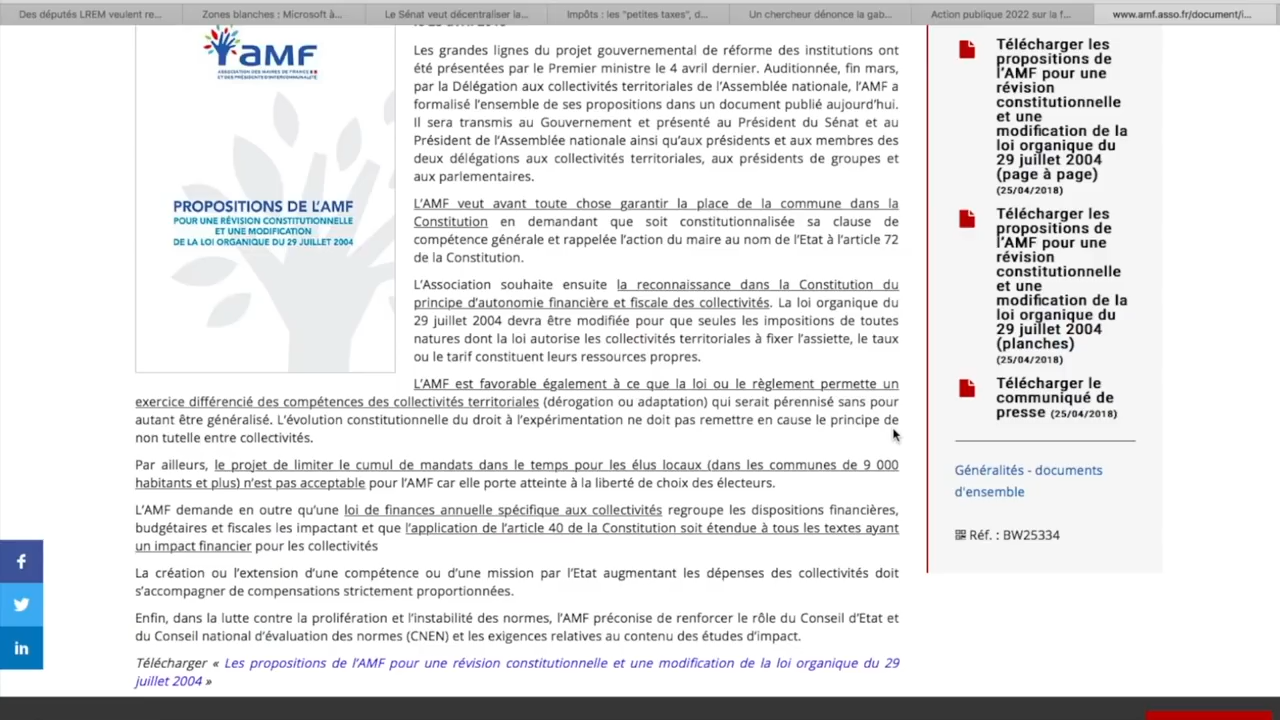 Des députés LREM veulent re...
Zones blanches : Microsoft à...
Le Sénat veut décentraliser la...
Impôts : les "petites taxes", d...
Un chercheur dénonce la gab...
Action publique 2022 sur la f...
www.amf.asso.fr/document/i...
AMF
ASSOCIATION DES MAIRES DE FRANCE
ET DES PRÉSIDENTS D'INTERCOMMUNALITÉ
PROPOSITIONS DE L'AMF
POUR UNE RÉVISION CONSTITUTIONNELLE
ET UNE MODIFICATION
DE LA LOI ORGANIQUE DU 29 JUILLET 2004
Les grandes lignes du projet gouvernemental de réforme des institutions ont
été présentées par le Premier ministre le 4 avril dernier. Auditionnée, fin mars,
par la Délégation aux collectivités territoriales de l'Assemblée nationale, l'AMF a
formalisé l'ensemble de ses propositions dans un document publié aujourd'hui.
Il sera transmis au Gouvernement et présenté au Président du Sénat et au
Président de l'Assemblée nationale ainsi qu'aux présidents et aux membres des
deux délégations aux collectivités territoriales, aux présidents de groupes et
aux parlementaires.
L'AMF veut avant toute chose garantir la place de la commune dans la
Constitution en demandant que soit constitutionnalisée sa clause de
compétence générale et rappelée l'action du maire au nom de l'Etat à l'article 72
de la Constitution.
L'Association souhaite ensuite la reconnaissance dans la Constitution du
principe d'autonomie financière et fiscale des collectivités. La loi organique du
29 juillet 2004 devra être modifiée pour que seules les impositions de toutes
natures dont la loi autorise les collectivités territoriales à fixer l'assiette, le taux
ou le tarif constituent leurs ressources propres.
L'AMF est favorable également à ce que la loi ou le règlement permette un
exercice différencié des compétences des collectivités territoriales (dérogation ou adaptation) qui serait pérennisé sans pour
autant être généralisé. L'évolution constitutionnelle du droit à l'expérimentation ne doit pas remettre en cause le principe de
non tutelle entre collectivités.
Par ailleurs, le projet de limiter le cumul de mandats dans le temps pour les élus locaux (dans les communes de 9 000
habitants et plus) n'est pas acceptable pour l'AMF car elle porte atteinte à la liberté de choix des électeurs.
L'AMF demande en outre qu'une loi de finances annuelle spécifique aux collectivités regroupe les dispositions financières,
budgétaires et fiscales les impactant et que l'application de l'article 40 de la Constitution soit étendue à tous les textes ayant
un impact financier pour les collectivités
La création ou l'extension d'une compétence ou d'une mission par l'Etat augmentant les dépenses des collectivités doit
s'accompagner de compensations strictement proportionnées.
Enfin, dans la lutte contre la prolifération et l'instabilité des normes, l'AMF préconise de renforcer le rôle du Conseil d'Etat et
du Conseil national d'évaluation des normes (CNEN) et les exigences relatives au contenu des études d'impact.
Télécharger « Les propositions de l'AMF pour une révision constitutionnelle et une modification de la loi organique du 29
juillet 2004 »
Télécharger les
propositions de
l'AMF pour une
révision
constitutionnelle
et une
modification de la
loi organique du
29 juillet 2004
(page à page)
(25/04/2018)
Télécharger les
propositions de
l'AMF pour une
révision
constitutionnelle
et une
modification de la
loi organique du
29 juillet 2004
(planches)
(25/04/2018)
Télécharger le
communiqué de
presse (25/04/2018)
Généralités - documents
d'ensemble
Réf. : BW25334
f
in